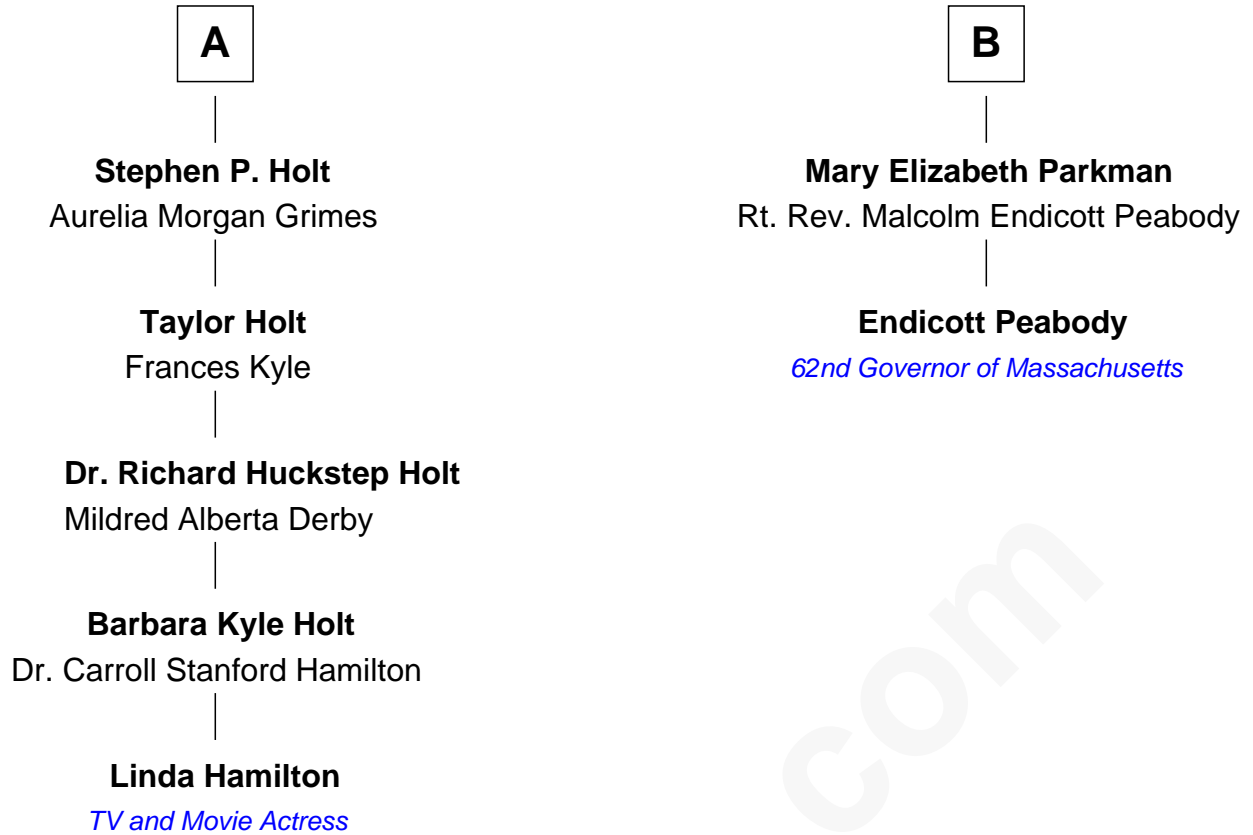 A
Stephen P. Holt
Aurelia Morgan Grimes
Taylor Holt
Frances Kyle
Dr. Richard Huckstep Holt
Mildred Alberta Derby
Barbara Kyle Holt
Dr. Carroll Stanford Hamilton
Linda Hamilton
TV and Movie Actress
B
Mary Elizabeth Parkman
Rt. Rev. Malcolm Endicott Peabody
Endicott Peabody
62nd Governor of Massachusetts
com